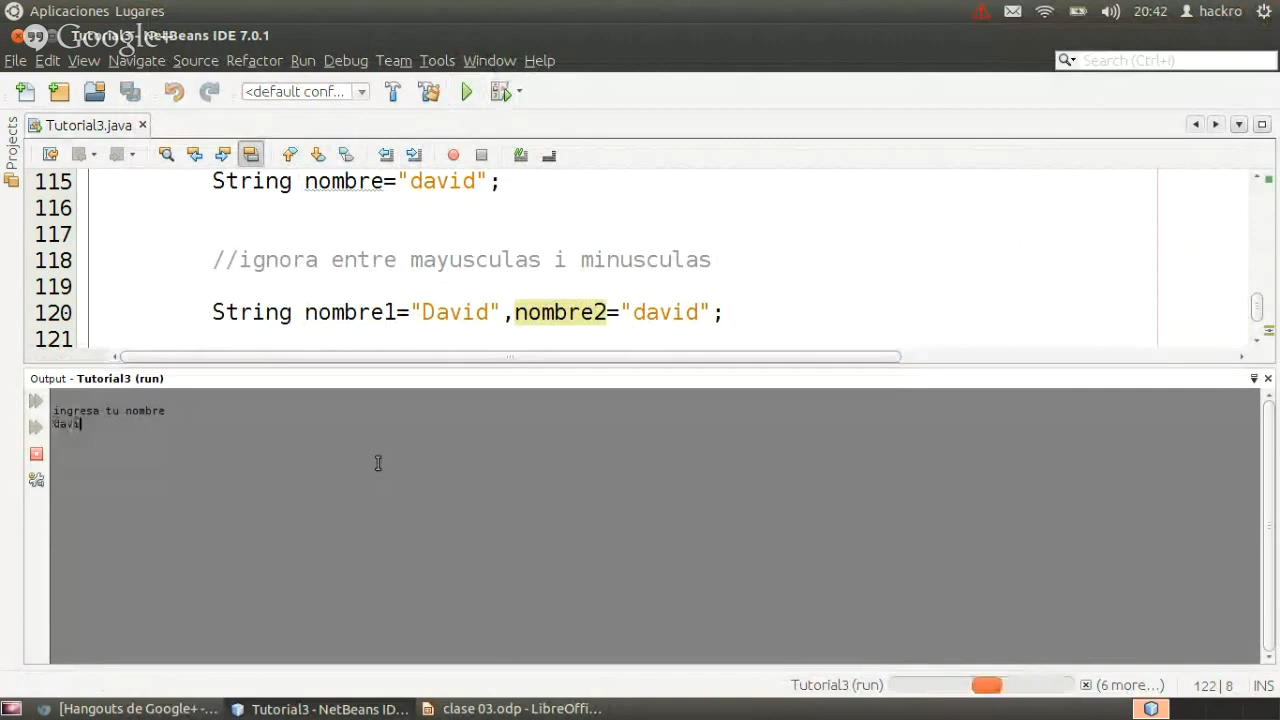 Aplicaciones Lugares
20:42 hackro
Google+
Tutorial3 - NetBeans IDE 7.0.1
File Edit View Navigate Source Refactor Run Debug Team Tools Window Help
Search (Ctrl+I)
<default conf...
Projects
Tutorial3.java
115 String nombre="david";
116
117
118 //ignora entre mayusculas i minusculas
119
120 String nombre1="David",nombre2="david";
121
Output - Tutorial3 (run)
ingresa tu nombre
davi
Tutorial3 (run) (6 more...) 122|8 INS
[Hangouts de Google+ -... Tutorial3 - NetBeans ID... clase 03.odp - LibreOffi...